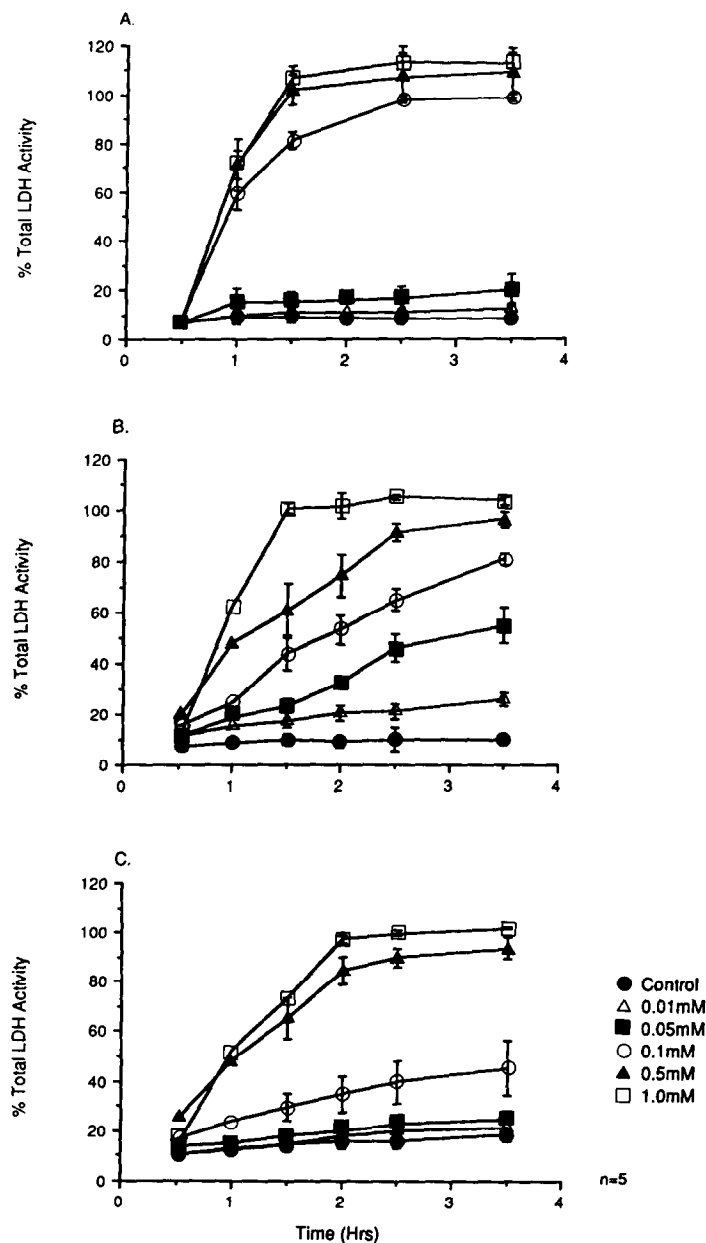 A.
120
100
80
60
40
20
0
% Total LDH Activity
0 1 2 3 4
B.
120
100
80
60
40
20
0
% Total LDH Activity
0 1 2 3 4
C.
120
100
80
60
40
20
0
% Total LDH Activity
0 1 2 3 4
Time (Hrs)
Control
0.01mM
0.05mM
0.1mM
0.5mM
1.0mM
n=5